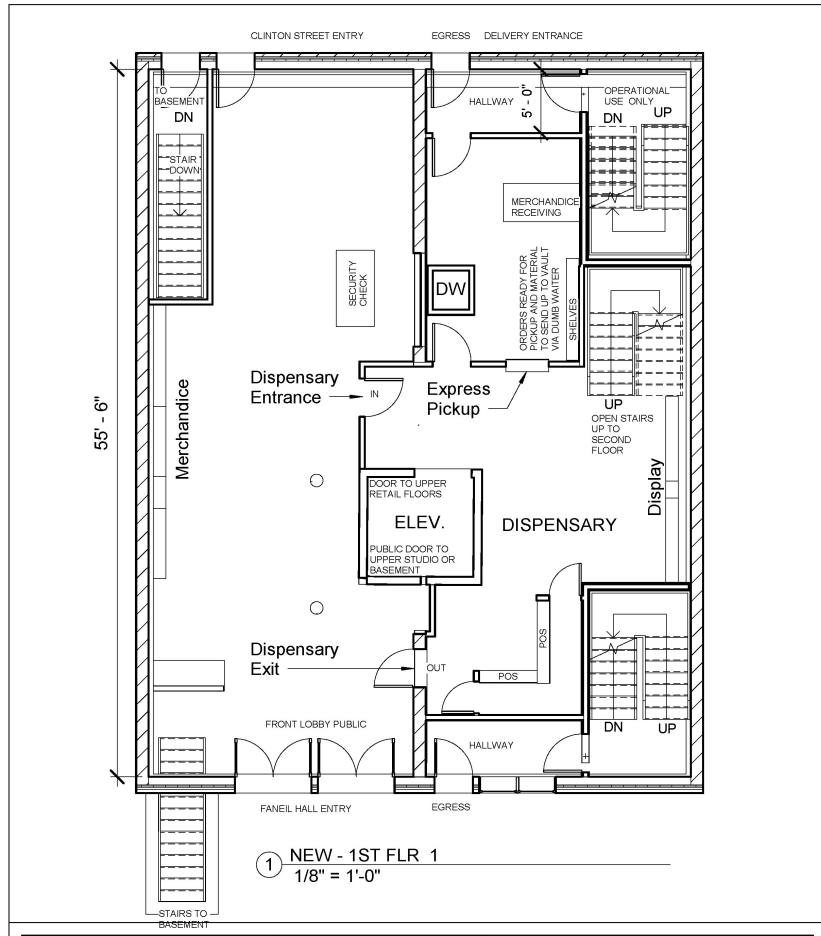 CLINTON STREET ENTRY
EGRESS
DELIVERY ENTRANCE
TO
BASEMENT
DN
STAIR
DOWN
HALLWAY
5' - 0"
OPERATIONAL
USE ONLY
DN
UP
MERCHANDICE
RECEIVING
SECURITY
CHECK
DW
ORDERS READY FOR
PICKUP AND MATERIAL
TO SEND UP TO VAULT
VIA DUMB WAITER
SHELVES
Dispensary
Entrance
IN
Express
Pickup
UP
OPEN STAIRS
UP TO
SECOND
FLOOR
55' - 6"
Merchandice
Display
DOOR TO UPPER
RETAIL FLOORS
ELEV.
PUBLIC DOOR TO
UPPER STUDIO OR
BASEMENT
DISPENSARY
Dispensary
Exit
OUT
POS
POS
DN
UP
FRONT LOBBY PUBLIC
HALLWAY
FANEIL HALL ENTRY
EGRESS
1
NEW - 1ST FLR 1
1/8" = 1'-0"
STAIRS TO
BASEMENT